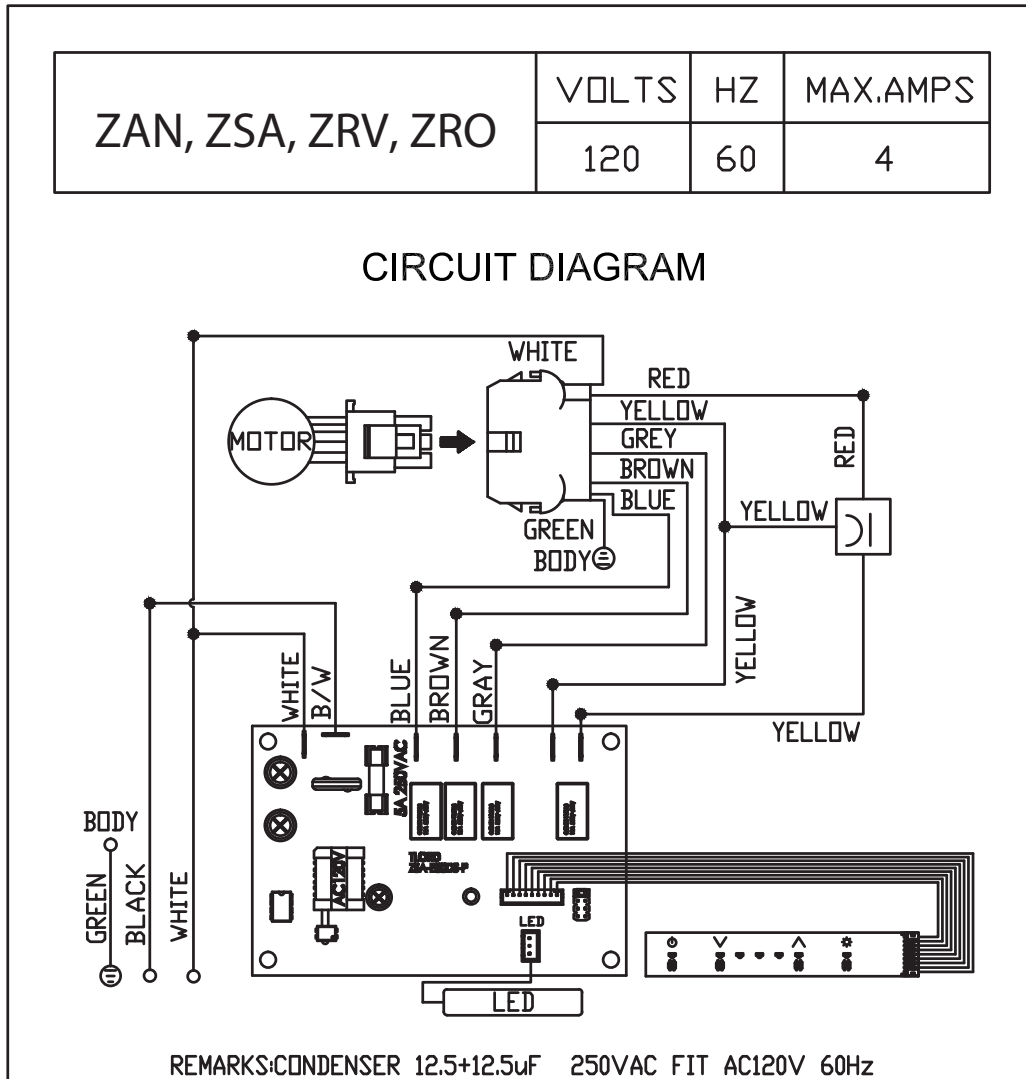 ZAN, ZSA, ZRV, ZRO
VOLTS HZ MAX.AMPS
120 60 4
CIRCUIT DIAGRAM
WHITE
RED
YELLOW
GREY
BROWN
BLUE
GREEN
BODY
MOTOR
RED
YELLOW
YELLOW
YELLOW
WHITE
B/W
BLUE
BROWN
GRAY
5A 250VAC
AC120V
BODY
GREEN
BLACK
WHITE
LED
LED
REMARKS:CONDENSER 12.5+12.5uF 250VAC FIT AC120V 60Hz